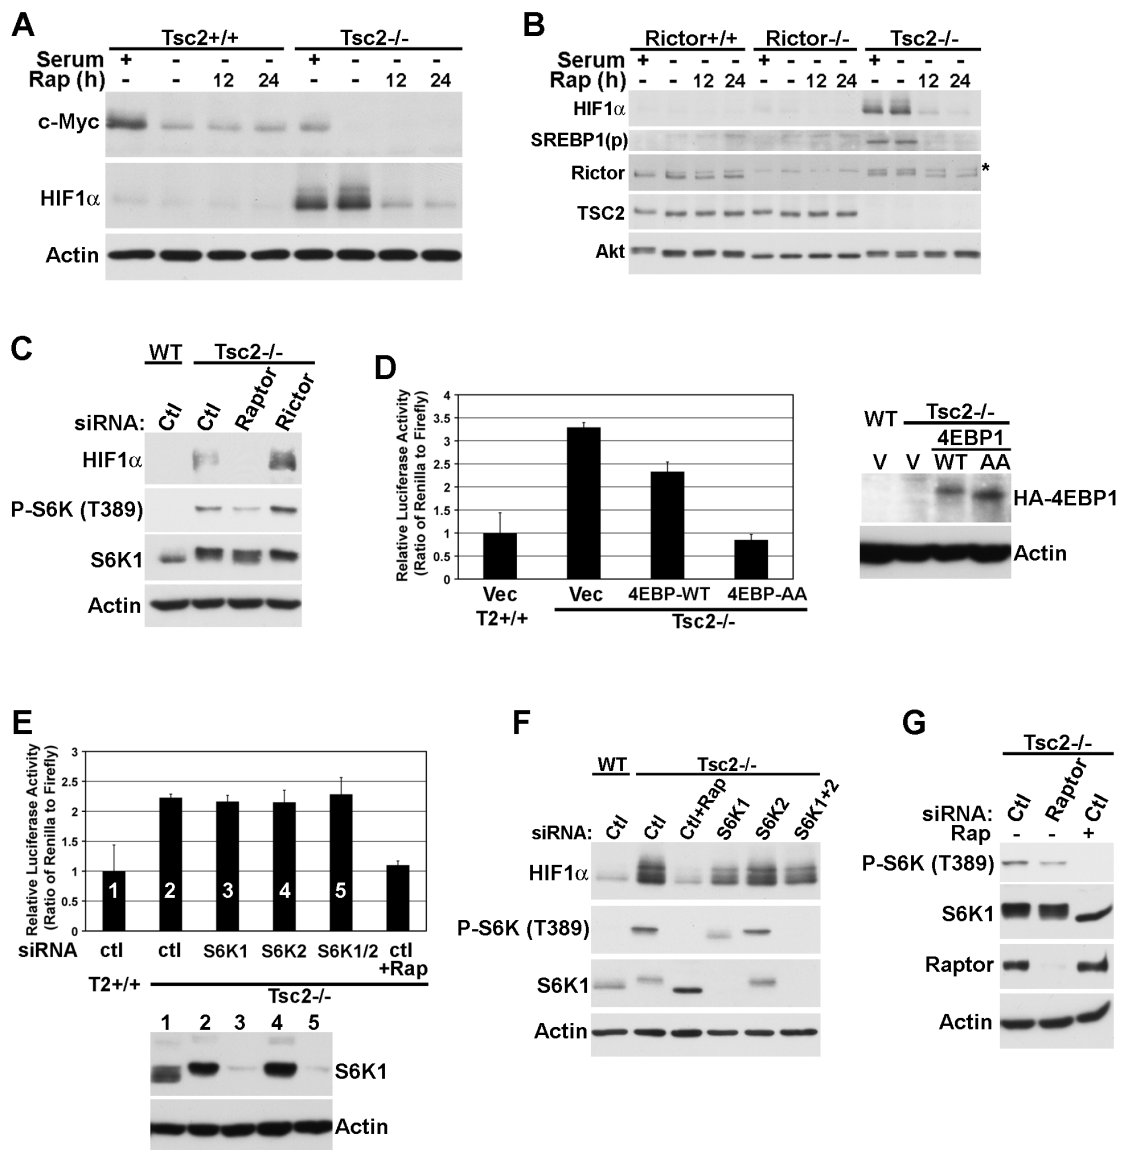 A
Tsc2+/+ Tsc2-/-
Serum + - - - + - - -
Rap (h) - - 12 24 - - 12 24
c-Myc
HIF1α
Actin
B
Rictor+/+ Rictor-/- Tsc2-/-
Serum + - - - + - - - + - - -
Rap (h) - - 12 24 - - 12 24 - - 12 24
HIF1α
SREBP1(p)
Rictor *
TSC2
Akt
C
WT Tsc2-/-
siRNA: Ctl Ctl Raptor Rictor
HIF1α
P-S6K (T389)
S6K1
Actin
D
Relative Luciferase Activity
(Ratio of Renilla to Firefly)
4
3.5
3
2.5
2
1.5
1
0.5
0
Vec Vec 4EBP-WT 4EBP-AA
T2+/+ Tsc2-/-
WT Tsc2-/-
4EBP1
V V WT AA
HA-4EBP1
Actin
E
Relative Luciferase Activity
(Ratio of Renilla to Firefly)
3
2.5
2
1.5
1
0.5
0
1 2 3 4 5
siRNA ctl ctl S6K1 S6K2 S6K1/2 ctl
+Rap
T2+/+ Tsc2-/-
1 2 3 4 5
S6K1
Actin
F
WT Tsc2-/-
siRNA: Ctl Ctl Ctl+Rap S6K1 S6K2 S6K1+2
HIF1α
P-S6K (T389)
S6K1
Actin
G
Tsc2-/-
siRNA: Ctl Raptor Ctl
Rap - - +
P-S6K (T389)
S6K1
Raptor
Actin